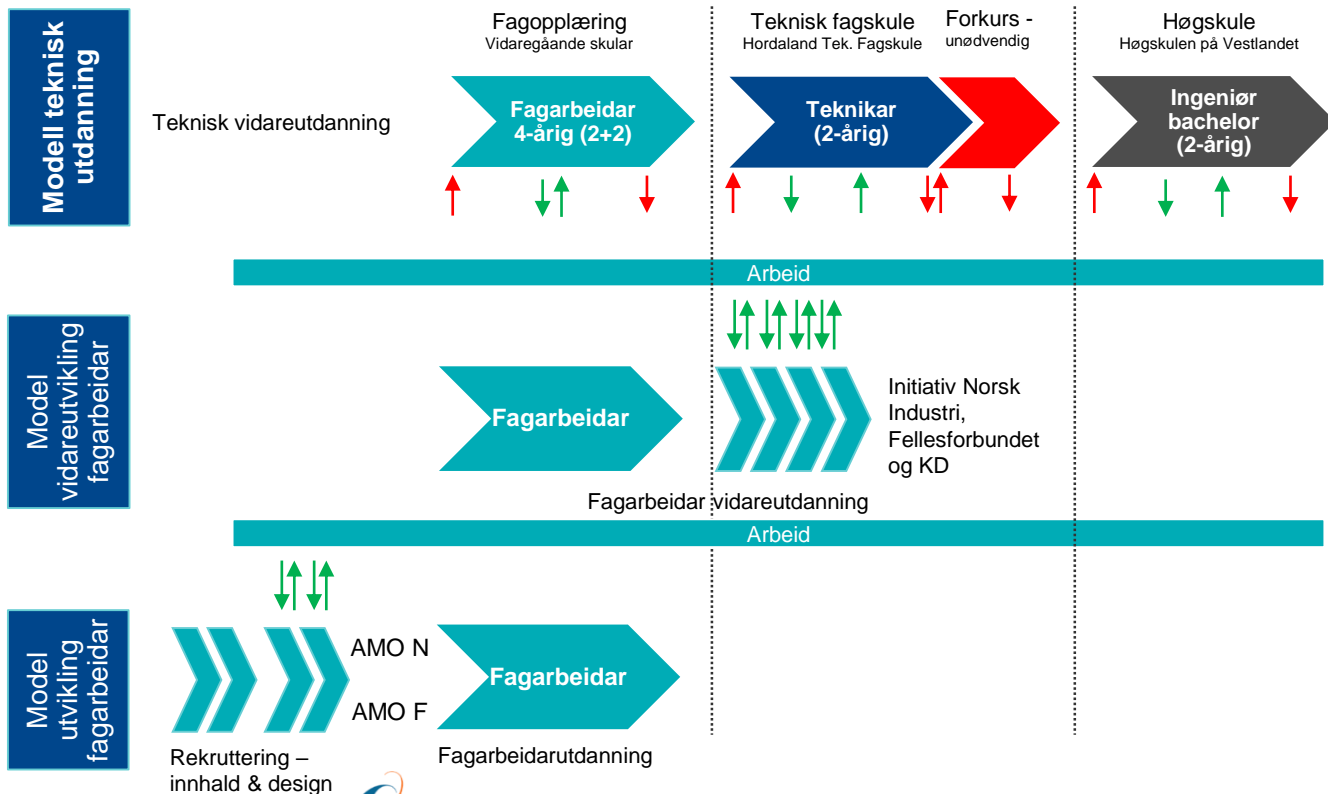 Modell teknisk
utdanning
Teknisk vidareutdanning
Fagopplæring
Vidaregåande skular
Teknisk fagskule
Hordaland Tek. Fagskule
Forkurs -
unødvendig
Høgskule
Høgskulen på Vestlandet
Fagarbeidar
4-årig (2+2)
Teknikar
(2-årig)
Ingeniør
bachelor
(2-årig)
Arbeid
Model
vidareutvikling
fagarbeidar
Fagarbeidar
Initiativ Norsk
Industri,
Fellesforbundet
og KD
Fagarbeidar vidareutdanning
Arbeid
Model
utvikling
fagarbeidar
AMO N
AMO F
Fagarbeidar
Rekruttering –
innhald & design
Fagarbeidarutdanning